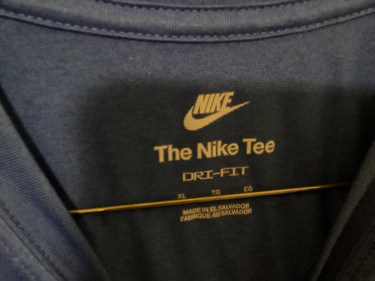 NIKE
The Nike Tee
DRI-FIT
XL TG EG
MADE IN EL SALVADOR
FABRIQUÉ AU SALVADOR